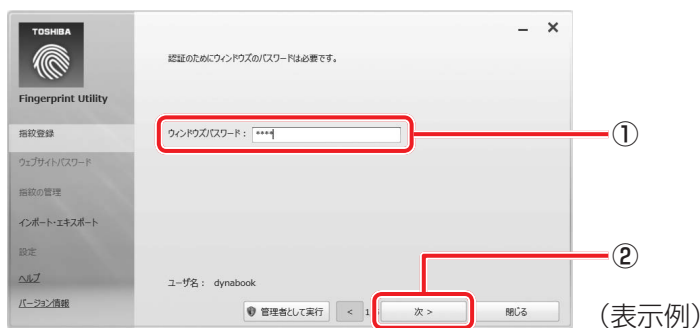 TOSHIBA
Fingerprint Utility
指紋登録
ウェブサイトパスワード
指紋の管理
インポート・エキスポート
設定
ヘルプ
バージョン情報
認証のためにウィンドウズのパスワードは必要です。
ウィンドウズパスワード： ****
①
②
ユーザ名： dynabook
管理者として実行 < 1 次 > 閉じる
（表示例）